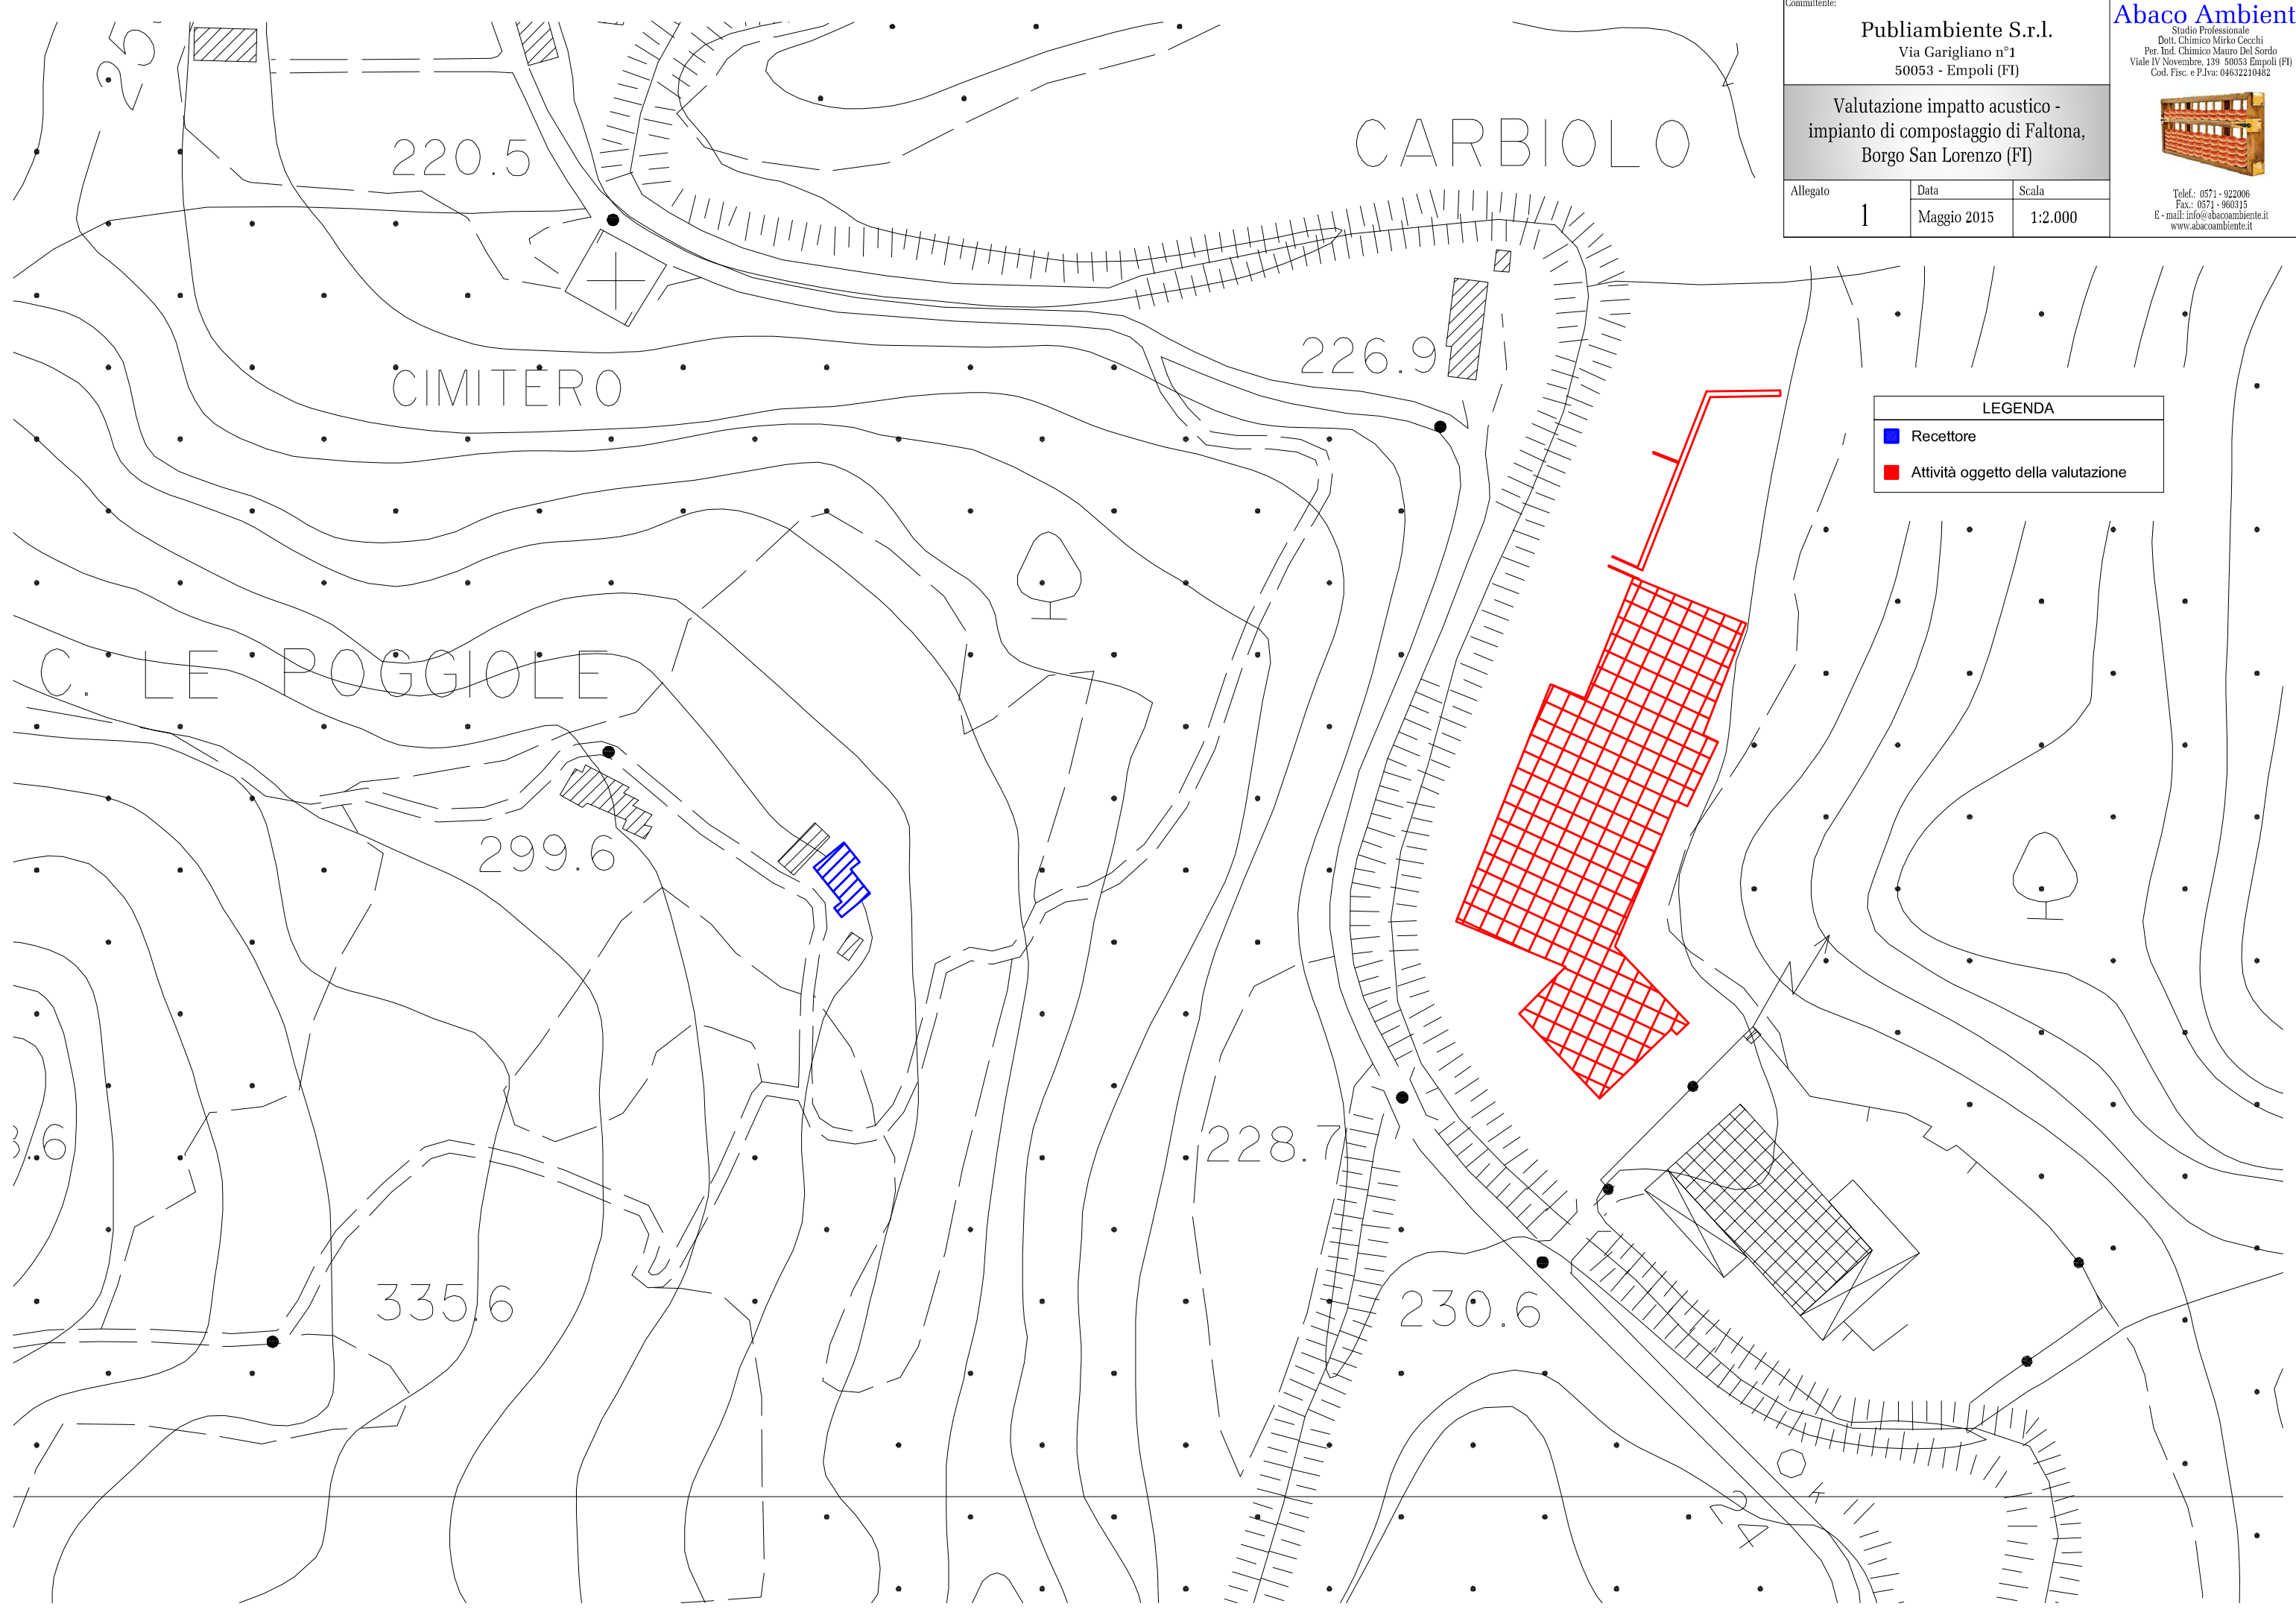 Committente:
Publiambiente S.r.l.
Via Garigliano n°1
50053 - Empoli (FI)
Valutazione impatto acustico -
impianto di compostaggio di Faltona,
Borgo San Lorenzo (FI)
Allegato
1
Data
Maggio 2015
Scala
1:2.000
Abaco Ambient
Studio Professionale
Dott. Chimico Mirko Cecchi
Per. Ind. Chimico Mauro Del Sordo
Viale IV Novembre, 139 50053 Empoli (FI)
Cod. Fisc. e P.Iva: 04632210482
Telef.: 0571 - 922006
Fax.: 0571 - 960315
E - mail: info@abacoambiente.it
www.abacoambiente.it
25
220.5
CARBIOLO
226.9
CIMITERO
LEGENDA
Recettore
Attività oggetto della valutazione
C. LE POGGIOLE
299.6
228.7
3.6
335.6
230.6
K
24